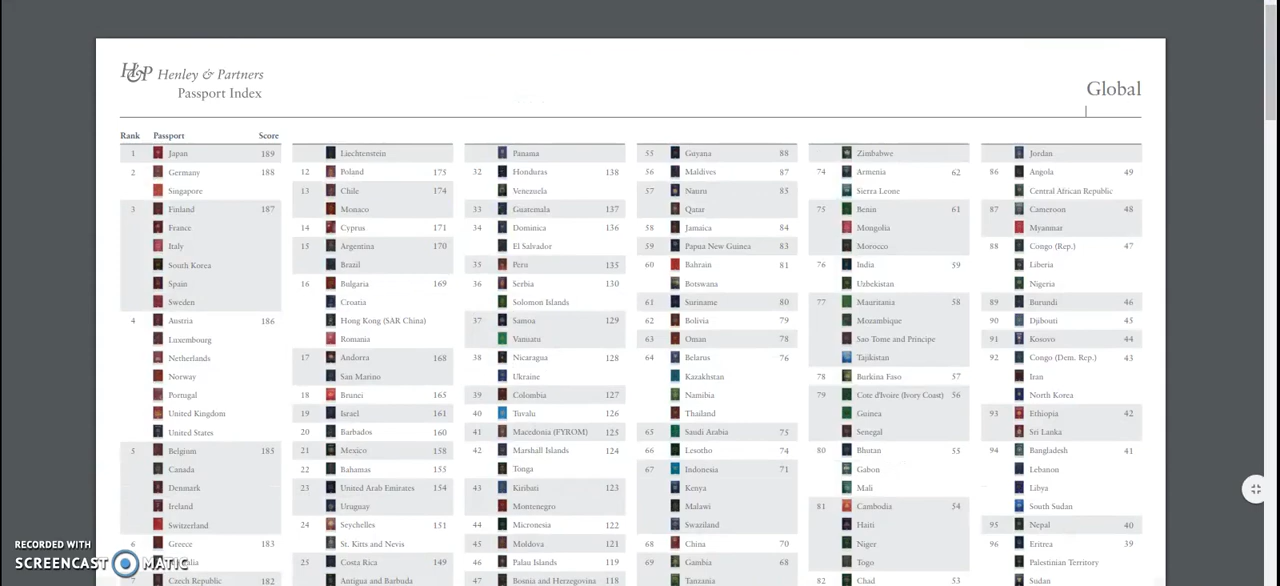 H&P Henley & Partners
Passport Index
Global
Rank Passport Score
1 Japan 189
2 Germany 188
Singapore
3 Finland 187
France
Italy
South Korea
Spain
Sweden
4 Austria 186
Luxembourg
Netherlands
Norway
Portugal
United Kingdom
United States
5 Belgium 185
Canada
Denmark
Ireland
Switzerland
6 Greece 183
7 Czech Republic 182
Liechtenstein
12 Poland 175
13 Chile 174
Monaco
14 Cyprus 171
15 Argentina 170
Brazil
16 Bulgaria 169
Croatia
Hong Kong (SAR China)
Romania
17 Andorra 168
San Marino
18 Brunei 165
19 Israel 161
20 Barbados 160
21 Mexico 158
22 Bahamas 155
23 United Arab Emirates 154
Uruguay
24 Seychelles 151
St. Kitts and Nevis
25 Costa Rica 149
Antigua and Barbuda
Panama
32 Honduras 138
Venezuela
33 Guatemala 137
34 Dominica 136
El Salvador
35 Peru 135
36 Serbia 130
Solomon Islands
37 Samoa 129
Vanuatu
38 Nicaragua 128
Ukraine
39 Colombia 127
40 Tuvalu 126
41 Macedonia (FYROM) 125
42 Marshall Islands 124
Tonga
43 Kiribati 123
Montenegro
44 Micronesia 122
45 Moldova 121
46 Palau Islands 119
47 Bosnia and Herzegovina 118
55 Guyana 88
56 Maldives 87
57 Nauru 85
Qatar
58 Jamaica 84
59 Papua New Guinea 83
60 Bahrain 81
Botswana
61 Suriname 80
62 Bolivia 79
63 Oman 78
64 Belarus 76
Kazakhstan
Namibia
Thailand
65 Saudi Arabia 75
66 Lesotho 74
67 Indonesia 71
Kenya
Malawi
Swaziland
68 China 70
69 Gambia 68
Tanzania
Zimbabwe
74 Armenia 62
Sierra Leone
75 Benin 61
Mongolia
Morocco
76 India 59
Uzbekistan
77 Mauritania 58
Mozambique
Sao Tome and Principe
Tajikistan
78 Burkina Faso 57
79 Cote d'Ivoire (Ivory Coast) 56
Guinea
Senegal
80 Bhutan 55
Gabon
Mali
81 Cambodia 54
Haiti
Niger
Togo
82 Chad 53
Jordan
86 Angola 49
Central African Republic
87 Cameroon 48
Myanmar
88 Congo (Rep.) 47
Liberia
Nigeria
89 Burundi 46
90 Djibouti 45
91 Kosovo 44
92 Congo (Dem. Rep.) 43
Iran
North Korea
93 Ethiopia 42
Sri Lanka
94 Bangladesh 41
Lebanon
Libya
South Sudan
95 Nepal 40
96 Eritrea 39
Palestinian Territory
Sudan
RECORDED WITH
SCREENCAST MATIC